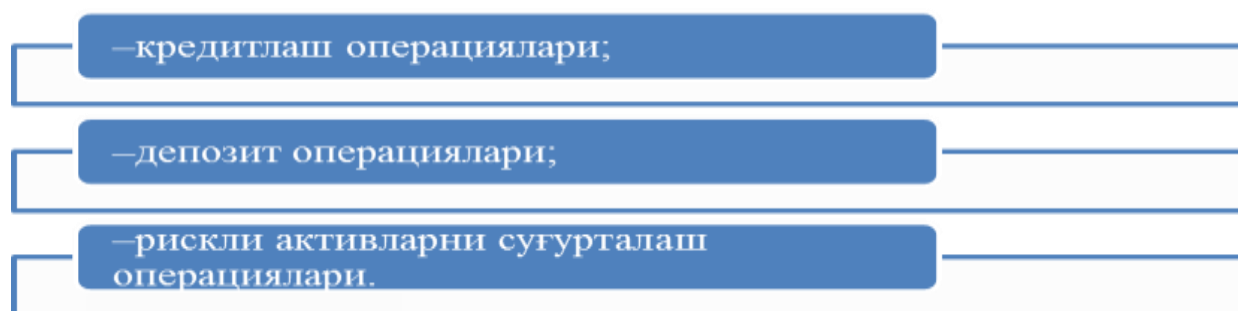 –кредитлаш операциялари;
–депозит операциялари;
–рискли активларни суғурталаш
операциялари.